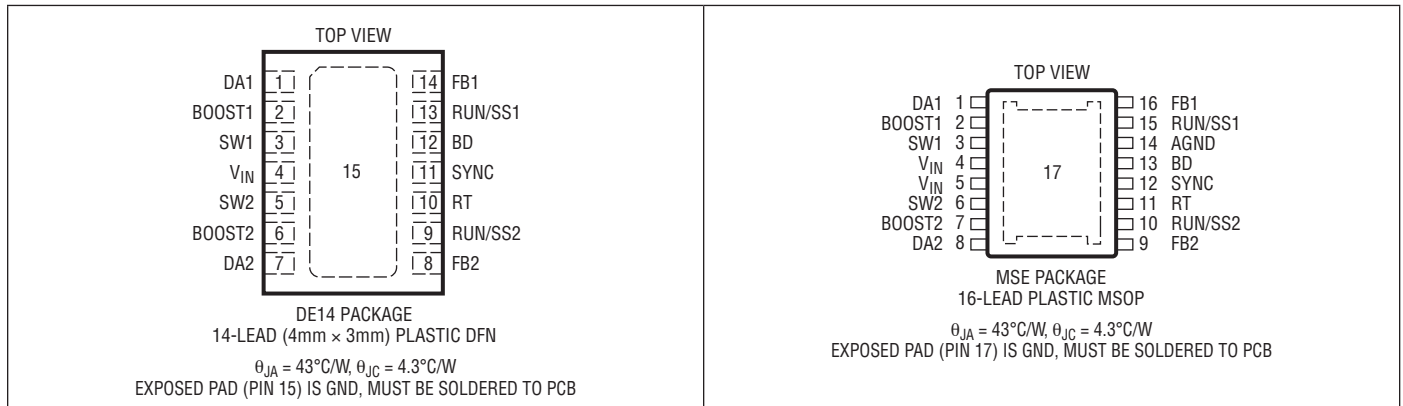 TOP VIEW
DA1 1 14 FB1
BOOST1 2 13 RUN/SS1
SW1 3 12 BD
VIN 4 15 11 SYNC
SW2 5 10 RT
BOOST2 6 9 RUN/SS2
DA2 7 8 FB2
DE14 PACKAGE
14-LEAD (4mm × 3mm) PLASTIC DFN
θJA = 43°C/W, θJC = 4.3°C/W
EXPOSED PAD (PIN 15) IS GND, MUST BE SOLDERED TO PCB
TOP VIEW
DA1 1 16 FB1
BOOST1 2 15 RUN/SS1
SW1 3 14 AGND
VIN 4 13 BD
VIN 5 17 12 SYNC
SW2 6 11 RT
BOOST2 7 10 RUN/SS2
DA2 8 9 FB2
MSE PACKAGE
16-LEAD PLASTIC MSOP
θJA = 43°C/W, θJC = 4.3°C/W
EXPOSED PAD (PIN 17) IS GND, MUST BE SOLDERED TO PCB